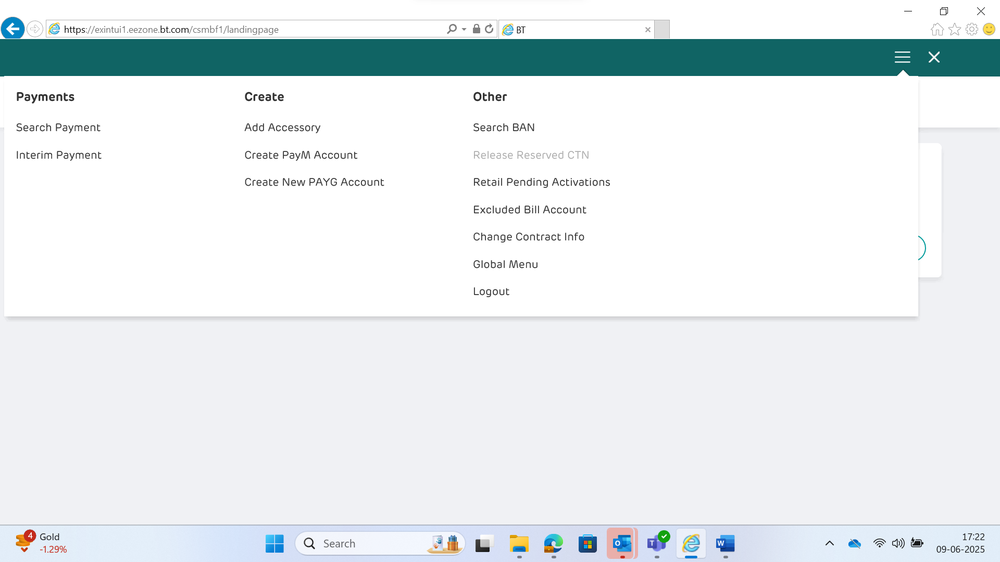 https://exintui1.eezone.bt.com/csmbf1/landingpage
BT
Payments
Search Payment
Interim Payment
Create
Add Accessory
Create PayM Account
Create New PAYG Account
Other
Search BAN
Release Reserved CTN
Retail Pending Activations
Excluded Bill Account
Change Contract Info
Global Menu
Logout
4
Gold
-1.29%
Search
O
T
W
17:22
09-06-2025